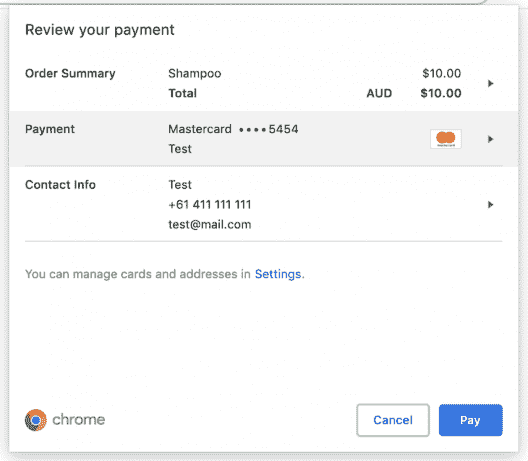 Review your payment
Order Summary Shampoo $10.00
Total AUD $10.00
Payment Mastercard •••• 5454
Test
Contact Info Test
+61 411 111 111
test@mail.com
You can manage cards and addresses in Settings.
chrome Cancel Pay